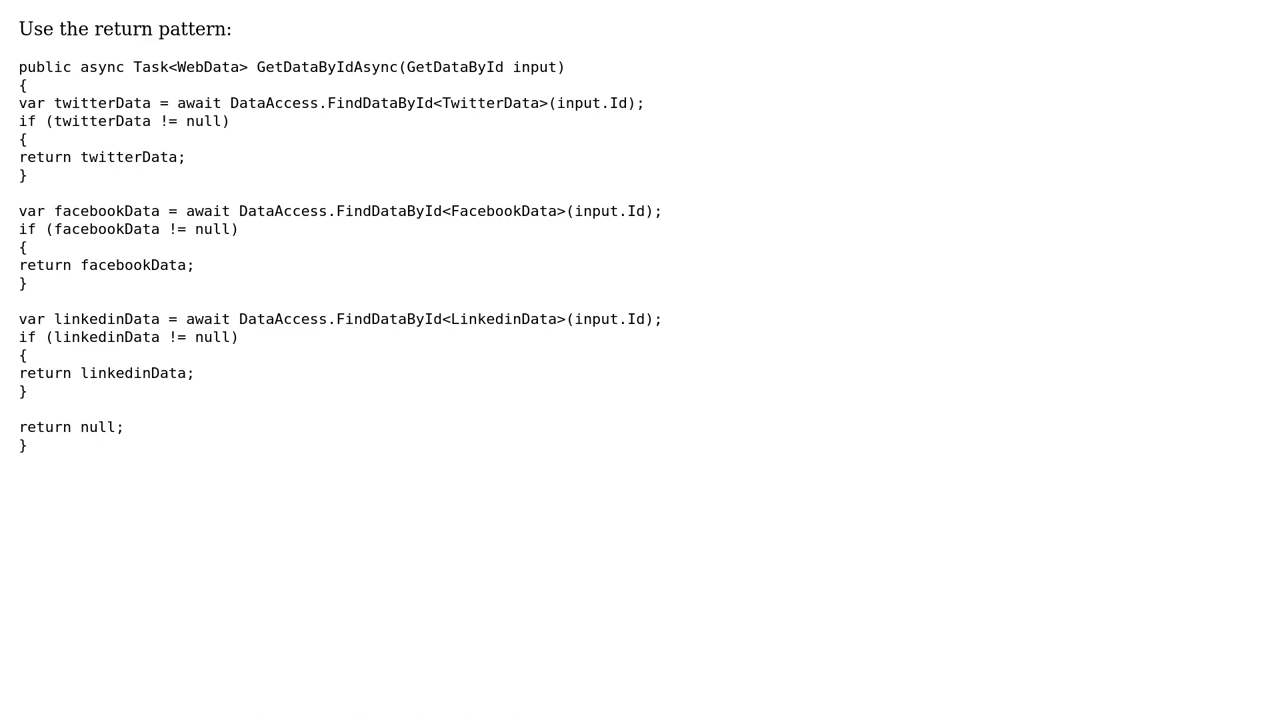 Use the return pattern:
public async Task<WebData> GetDataByIdAsync(GetDataById input)
{
var twitterData = await DataAccess.FindDataById<TwitterData>(input.Id);
if (twitterData != null)
{
return twitterData;
}

var facebookData = await DataAccess.FindDataById<FacebookData>(input.Id);
if (facebookData != null)
{
return facebookData;
}

var linkedinData = await DataAccess.FindDataById<LinkedinData>(input.Id);
if (linkedinData != null)
{
return linkedinData;
}

return null;
}